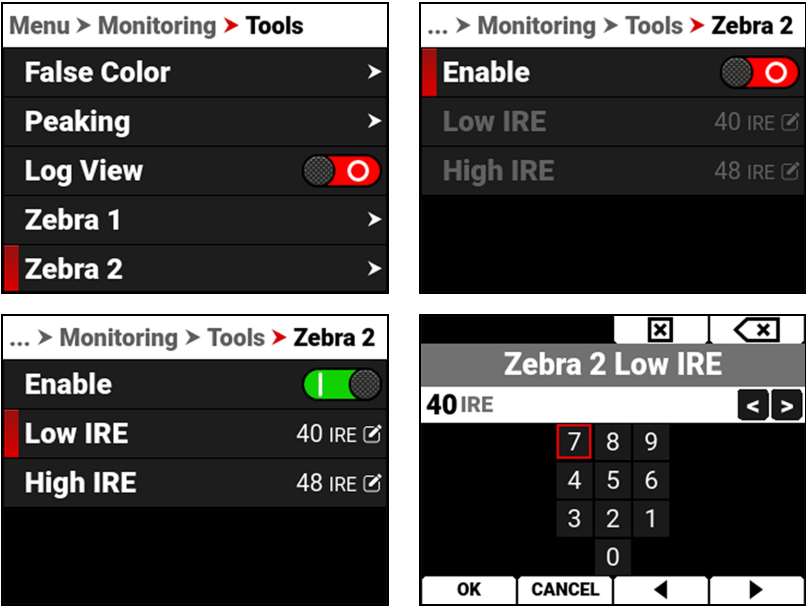 Menu > Monitoring > Tools
False Color >
Peaking >
Log View
Zebra 1 >
Zebra 2 >
... > Monitoring > Tools > Zebra 2
Enable
Low IRE 40 IRE
High IRE 48 IRE
... > Monitoring > Tools > Zebra 2
Enable
Low IRE 40 IRE
High IRE 48 IRE
Zebra 2 Low IRE
40 IRE < >
7 8 9
4 5 6
3 2 1
0
OK CANCEL ◀ ▶